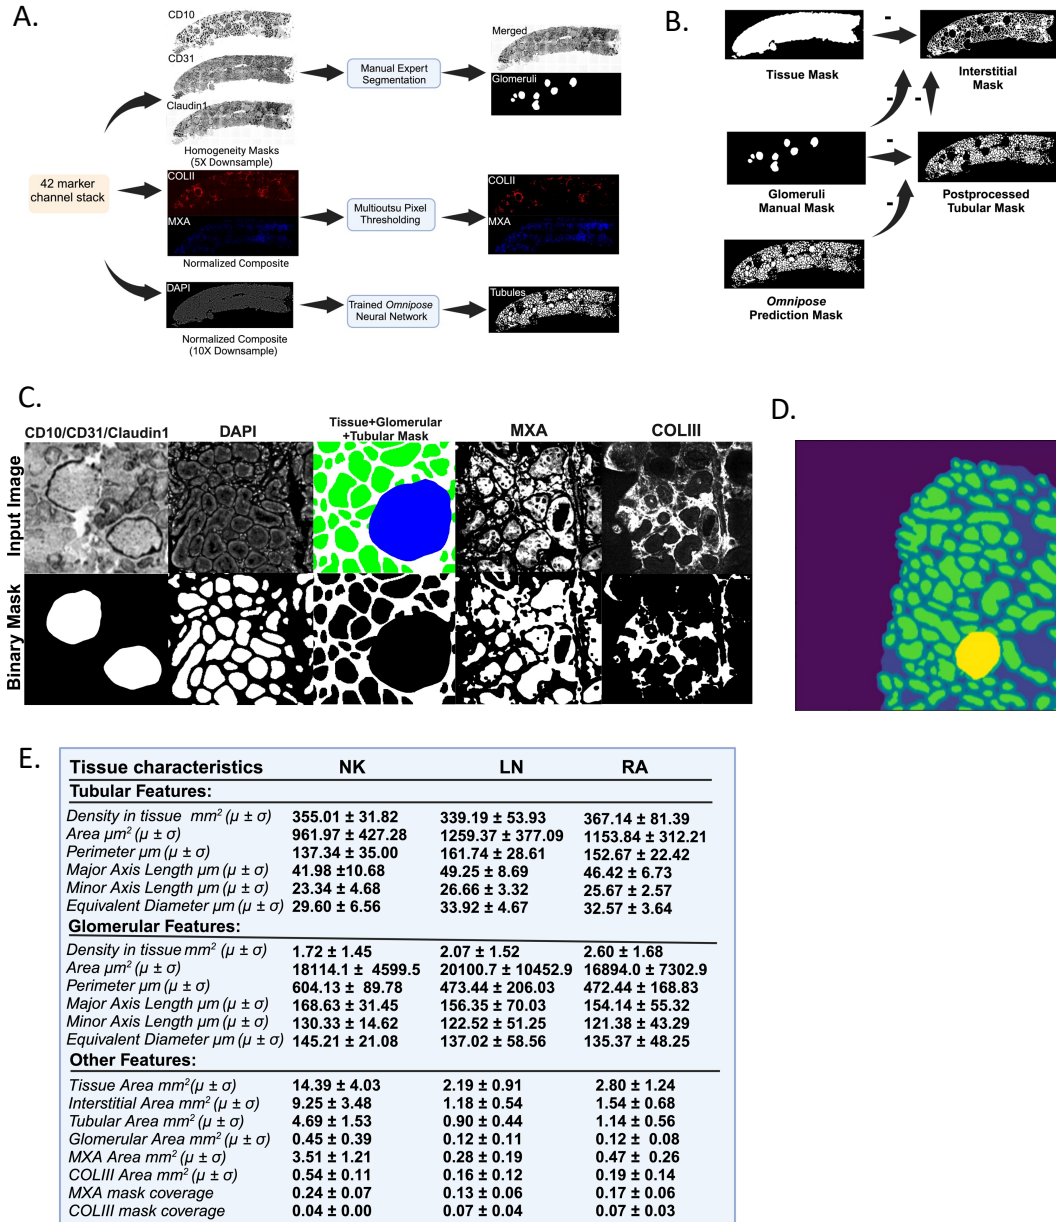 A.
CD10
CD31
Claudin1
Homogeneity Masks
(5X Downsample)
Manual Expert
Segmentation
Merged
Glomeruli
42 marker
channel stack
COLII
MXA
Normalized Composite
Multioutsu Pixel
Thresholding
COLII
MXA
DAPI
Normalized Composite
(10X Downsample)
Trained Omnipose
Neural Network
Tubules
B.
-
Tissue Mask
Interstitial
Mask
-
-
-
Glomeruli
Manual Mask
Postprocessed
Tubular Mask
-
Omnipose
Prediction Mask
C.
CD10/CD31/Claudin1
DAPI
Tissue+Glomerular
+Tubular Mask
MXA
COLIII
Input Image
Binary Mask
D.
E.
Tissue characteristics NK LN RA
Tubular Features:
Density in tissue mm² (μ ± σ) 355.01 ± 31.82 339.19 ± 53.93 367.14 ± 81.39
Area μm² (μ ± σ) 961.97 ± 427.28 1259.37 ± 377.09 1153.84 ± 312.21
Perimeter μm (μ ± σ) 137.34 ± 35.00 161.74 ± 28.61 152.67 ± 22.42
Major Axis Length μm (μ ± σ) 41.98 ±10.68 49.25 ± 8.69 46.42 ± 6.73
Minor Axis Length μm (μ ± σ) 23.34 ± 4.68 26.66 ± 3.32 25.67 ± 2.57
Equivalent Diameter μm (μ ± σ) 29.60 ± 6.56 33.92 ± 4.67 32.57 ± 3.64
Glomerular Features:
Density in tissue mm² (μ ± σ) 1.72 ± 1.45 2.07 ± 1.52 2.60 ± 1.68
Area μm² (μ ± σ) 18114.1 ± 4599.5 20100.7 ± 10452.9 16894.0 ± 7302.9
Perimeter μm (μ ± σ) 604.13 ± 89.78 473.44 ± 206.03 472.44 ± 168.83
Major Axis Length μm (μ ± σ) 168.63 ± 31.45 156.35 ± 70.03 154.14 ± 55.32
Minor Axis Length μm (μ ± σ) 130.33 ± 14.62 122.52 ± 51.25 121.38 ± 43.29
Equivalent Diameter μm (μ ± σ) 145.21 ± 21.08 137.02 ± 58.56 135.37 ± 48.25
Other Features:
Tissue Area mm² (μ ± σ) 14.39 ± 4.03 2.19 ± 0.91 2.80 ± 1.24
Interstitial Area mm² (μ ± σ) 9.25 ± 3.48 1.18 ± 0.54 1.54 ± 0.68
Tubular Area mm² (μ ± σ) 4.69 ± 1.53 0.90 ± 0.44 1.14 ± 0.56
Glomerular Area mm² (μ ± σ) 0.45 ± 0.39 0.12 ± 0.11 0.12 ± 0.08
MXA Area mm² (μ ± σ) 3.51 ± 1.21 0.28 ± 0.19 0.47 ± 0.26
COLIII Area mm² (μ ± σ) 0.54 ± 0.11 0.16 ± 0.12 0.19 ± 0.14
MXA mask coverage 0.24 ± 0.07 0.13 ± 0.06 0.17 ± 0.06
COLIII mask coverage 0.04 ± 0.00 0.07 ± 0.04 0.07 ± 0.03